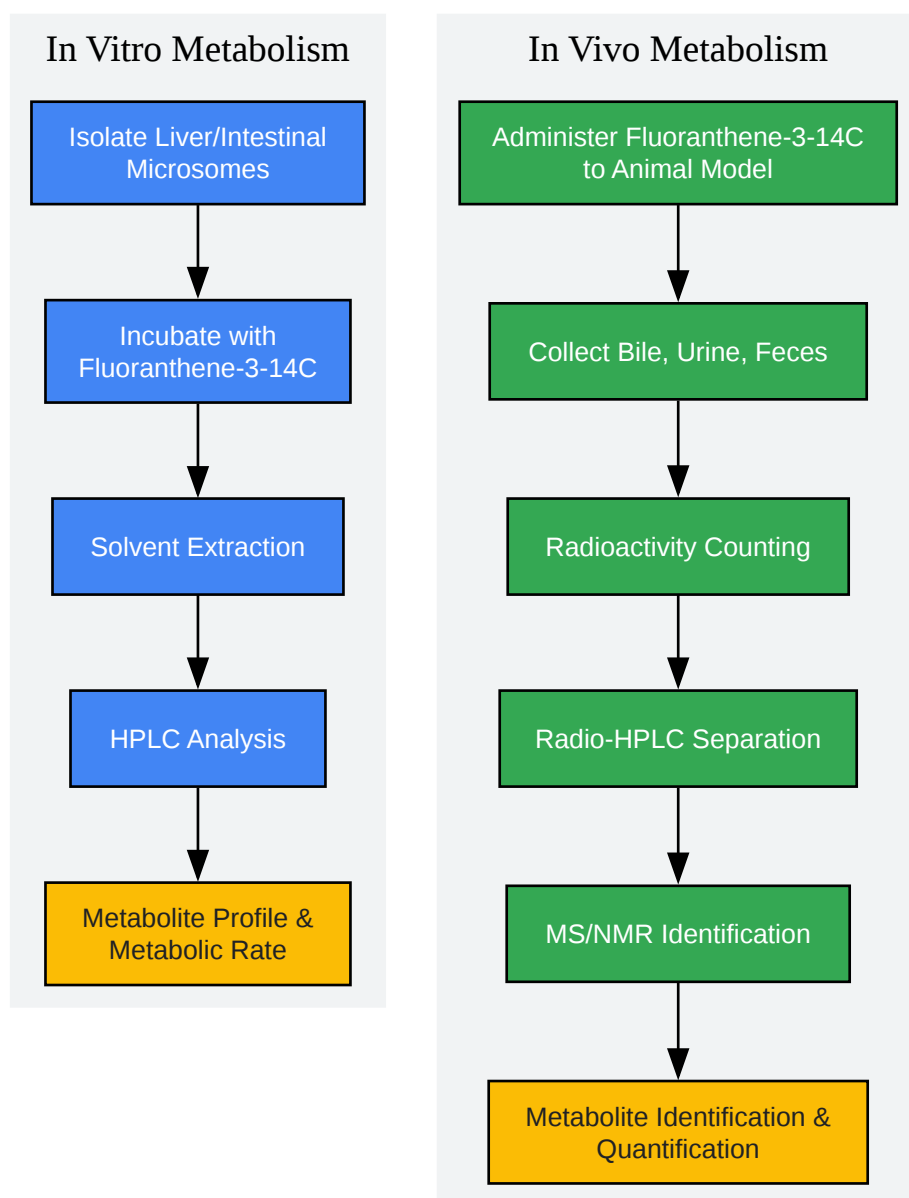 In Vitro Metabolism
Isolate Liver/Intestinal
Microsomes
Incubate with
Fluoranthene-3-14C
Solvent Extraction
HPLC Analysis
Metabolite Profile &
Metabolic Rate
In Vivo Metabolism
Administer Fluoranthene-3-14C
to Animal Model
Collect Bile, Urine, Feces
Radioactivity Counting
Radio-HPLC Separation
MS/NMR Identification
Metabolite Identification &
Quantification